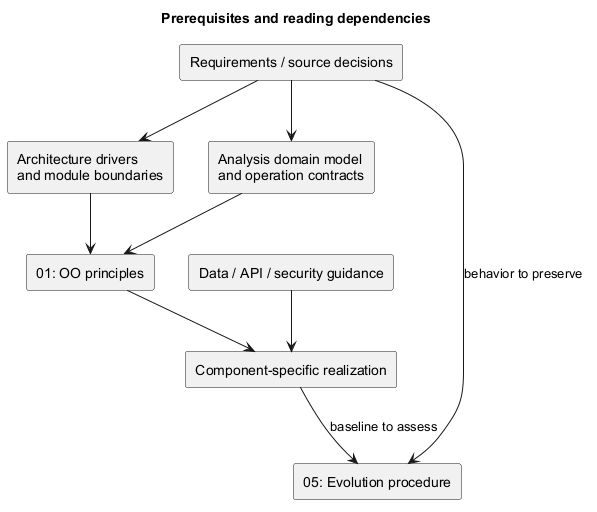 Prerequisites and reading dependencies
Requirements / source decisions
Architecture drivers
and module boundaries
Analysis domain model
and operation contracts
01: OO principles
Data / API / security guidance
behavior to preserve
Component-specific realization
baseline to assess
05: Evolution procedure